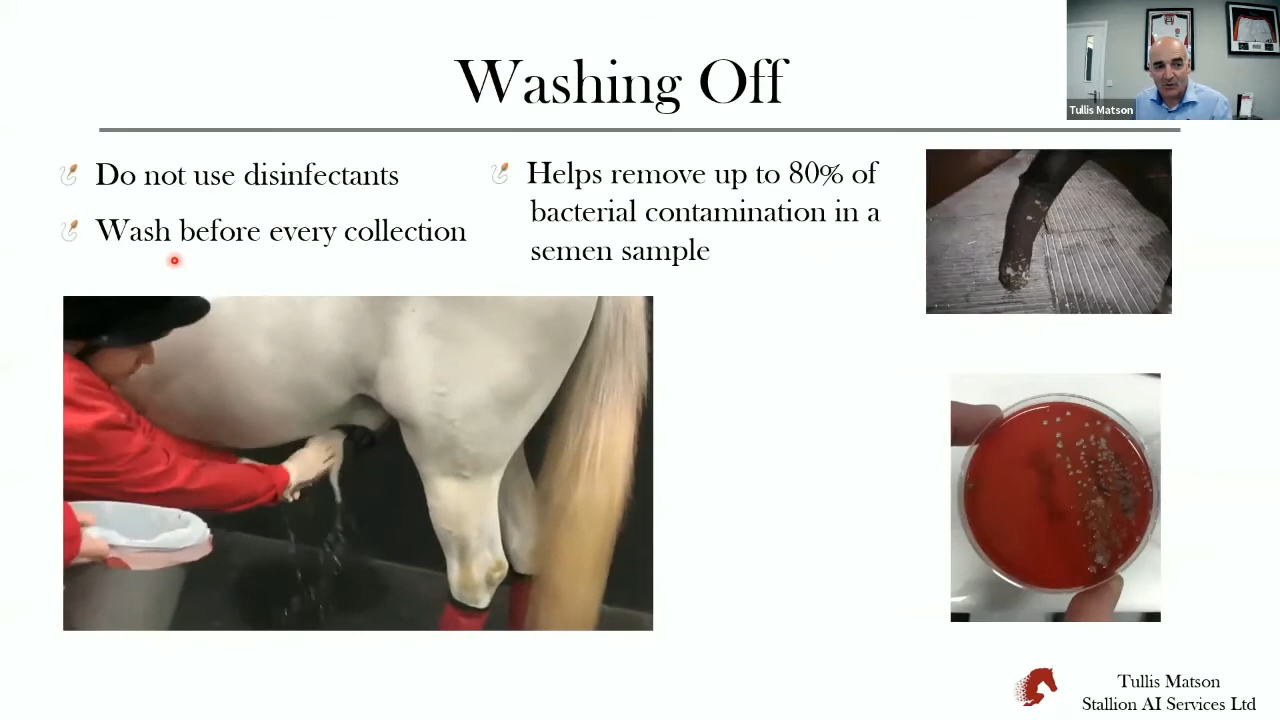 Washing Off
Tullis Matson
Do not use disinfectants
Wash before every collection
Helps remove up to 80% of
bacterial contamination in a
semen sample
Tullis Matson
Stallion AI Services Ltd